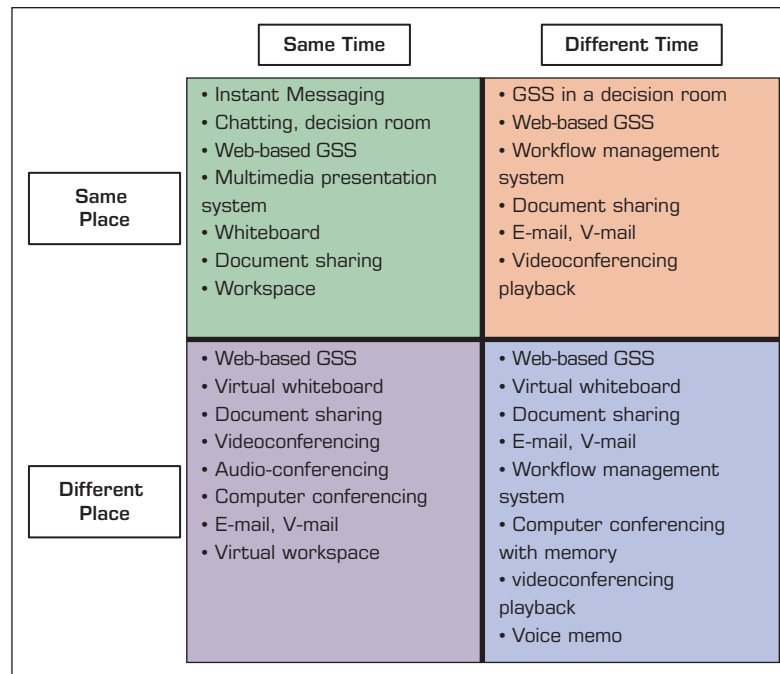 Same Time
Different Time
Same
Place
• Instant Messaging
• Chatting, decision room
• Web-based GSS
• Multimedia presentation
system
• Whiteboard
• Document sharing
• Workspace
• GSS in a decision room
• Web-based GSS
• Workflow management
system
• Document sharing
• E-mail, V-mail
• Videoconferencing
playback
Different
Place
• Web-based GSS
• Virtual whiteboard
• Document sharing
• Videoconferencing
• Audio-conferencing
• Computer conferencing
• E-mail, V-mail
• Virtual workspace
• Web-based GSS
• Virtual whiteboard
• Document sharing
• E-mail, V-mail
• Workflow management
system
• Computer conferencing
with memory
• videoconferencing
playback
• Voice memo